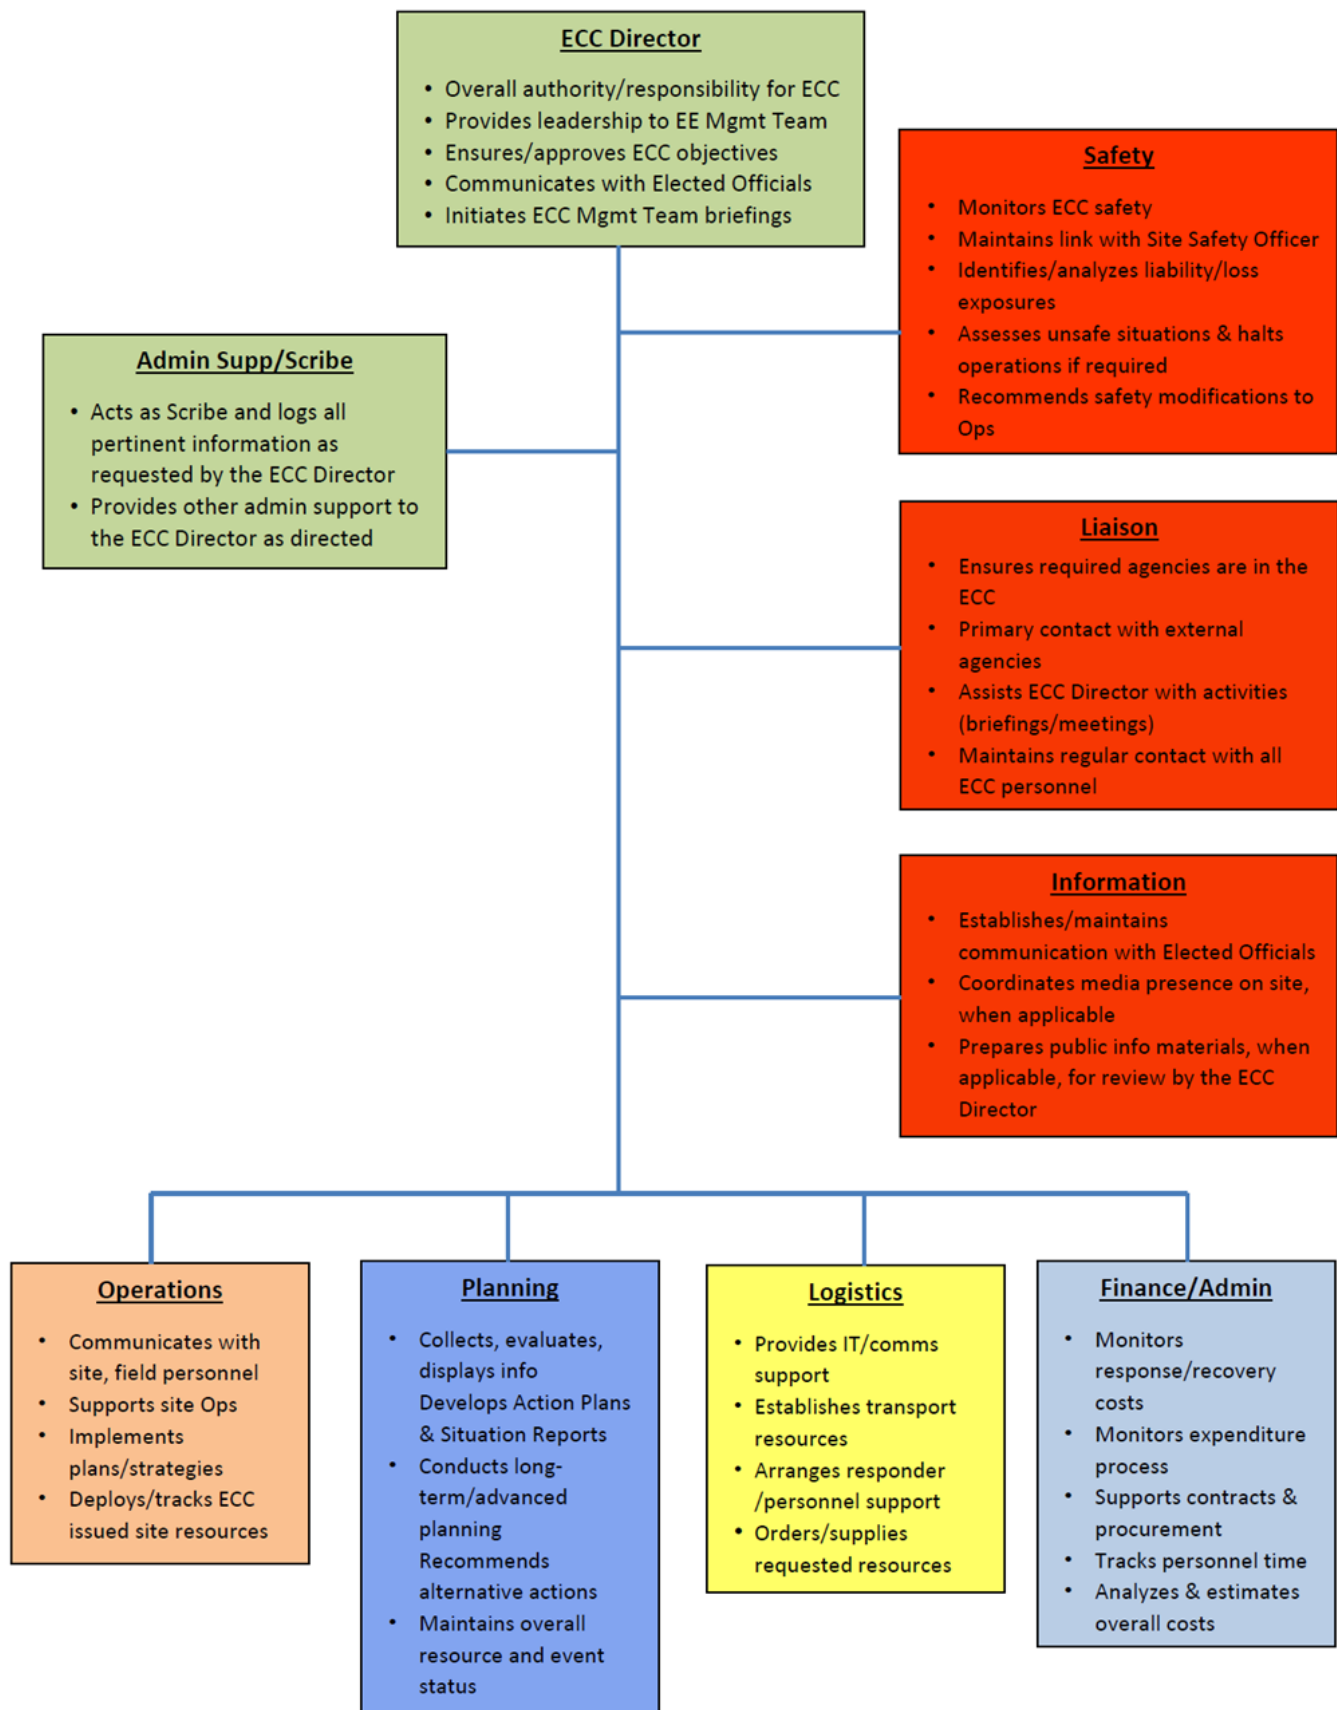 ECC Director
• Overall authority/responsibility for ECC
• Provides leadership to EE Mgmt Team
• Ensures/approves ECC objectives
• Communicates with Elected Officials
• Initiates ECC Mgmt Team briefings
Safety
• Monitors ECC safety
• Maintains link with Site Safety Officer
• Identifies/analyzes liability/loss
exposures
• Assesses unsafe situations & halts
operations if required
• Recommends safety modifications to
Ops
Admin Supp/Scribe
• Acts as Scribe and logs all
pertinent information as
requested by the ECC Director
• Provides other admin support to
the ECC Director as directed
Liaison
• Ensures required agencies are in the
ECC
• Primary contact with external
agencies
• Assists ECC Director with activities
(briefings/meetings)
• Maintains regular contact with all
ECC personnel
Information
• Establishes/maintains
communication with Elected Officials
• Coordinates media presence on site,
when applicable
• Prepares public info materials, when
applicable, for review by the ECC
Director
Operations
• Communicates with
site, field personnel
• Supports site Ops
• Implements
plans/strategies
• Deploys/tracks ECC
issued site resources
Planning
• Collects, evaluates,
displays info
Develops Action Plans
& Situation Reports
• Conducts long-
term/advanced
planning
Recommends
alternative actions
• Maintains overall
resource and event
status
Logistics
• Provides IT/comms
support
• Establishes transport
resources
• Arranges responder
/personnel support
• Orders/supplies
requested resources
Finance/Admin
• Monitors
response/recovery
costs
• Monitors expenditure
process
• Supports contracts &
procurement
• Tracks personnel time
• Analyzes & estimates
overall costs